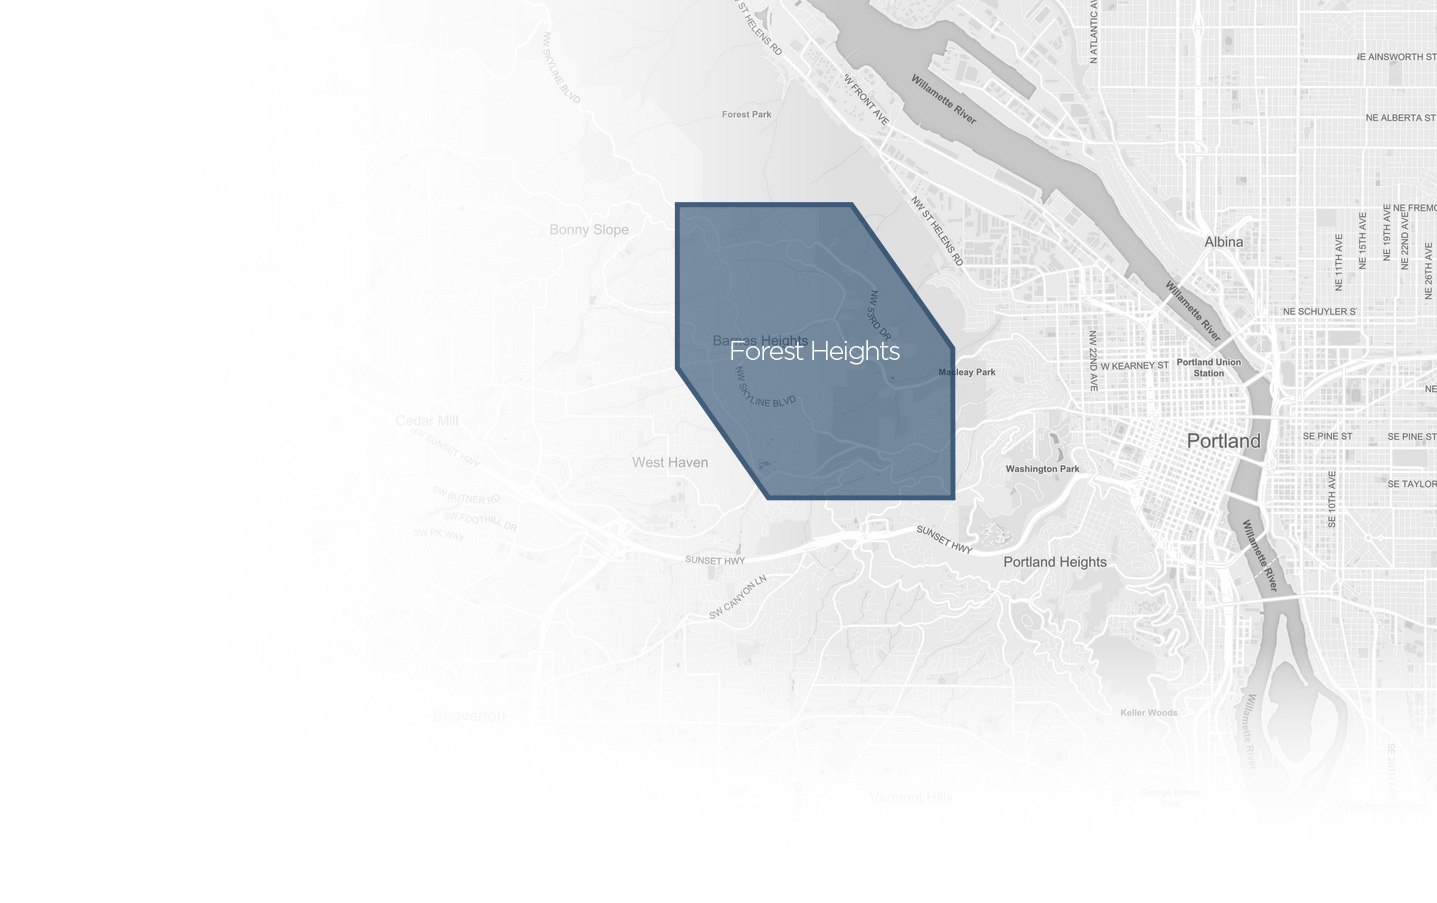 NW ST HELENS RD
N ATLANTIC AV
NW SKYLINE BLVD
NE AINSWORTH ST
W FRONT AVE
Willamette River
Forest Park
NE ALBERTA ST
NW ST HELENS RD
NE FREMO
NE 19TH AVE
NE 22ND AVE
NE 15TH AVE
NE 11TH AVE
NE 26TH AVE
Bonny Slope
Albina
Willamette River
NE SCHUYLER S
NW 53RD DR
Barnes Heights
Forest Heights
NW 22ND AVE
W KEARNEY ST
Portland Union
Station
Macleay Park
NE
NW SKYLINE BLVD
Cedar Mill
SW SUNSET HWY
Portland
SE PINE ST
SE PINE ST
West Haven
Washington Park
SE TAYLOR
SE 10TH AVE
SW BUTNER RD
SW FOOTHILL DR
SW PK WAY
SUNSET HWY
SUNSET HWY
Willamette River
Portland Heights
SW CANYON LN
Beaverton
Keller Woods
Willamette River
SE 20TH AV
Vermont Hills